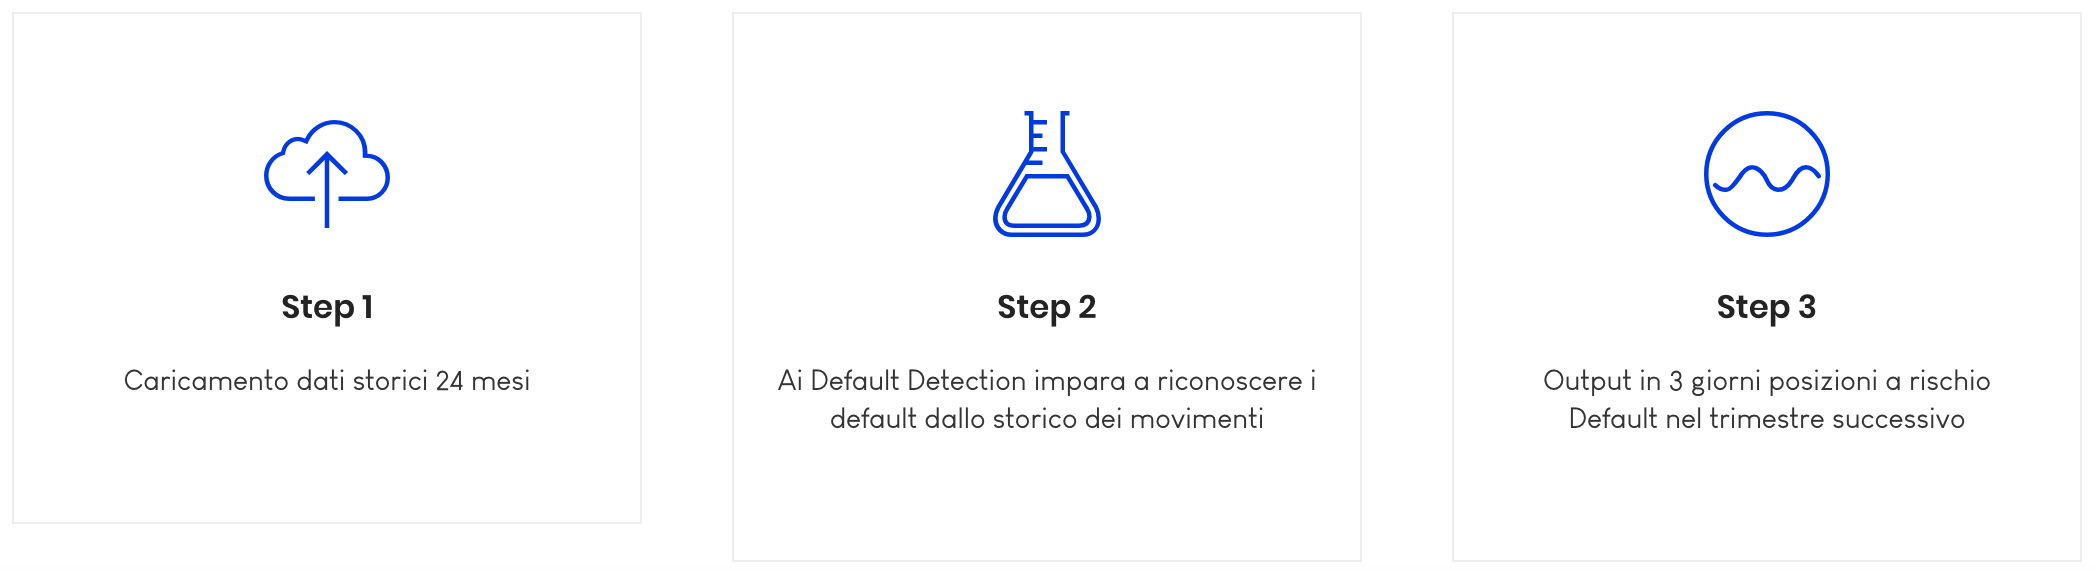 Step 1
Caricamento dati storici 24 mesi
Step 2
Ai Default Detection impara a riconoscere i
default dallo storico dei movimenti
Step 3
Output in 3 giorni posizioni a rischio
Default nel trimestre successivo